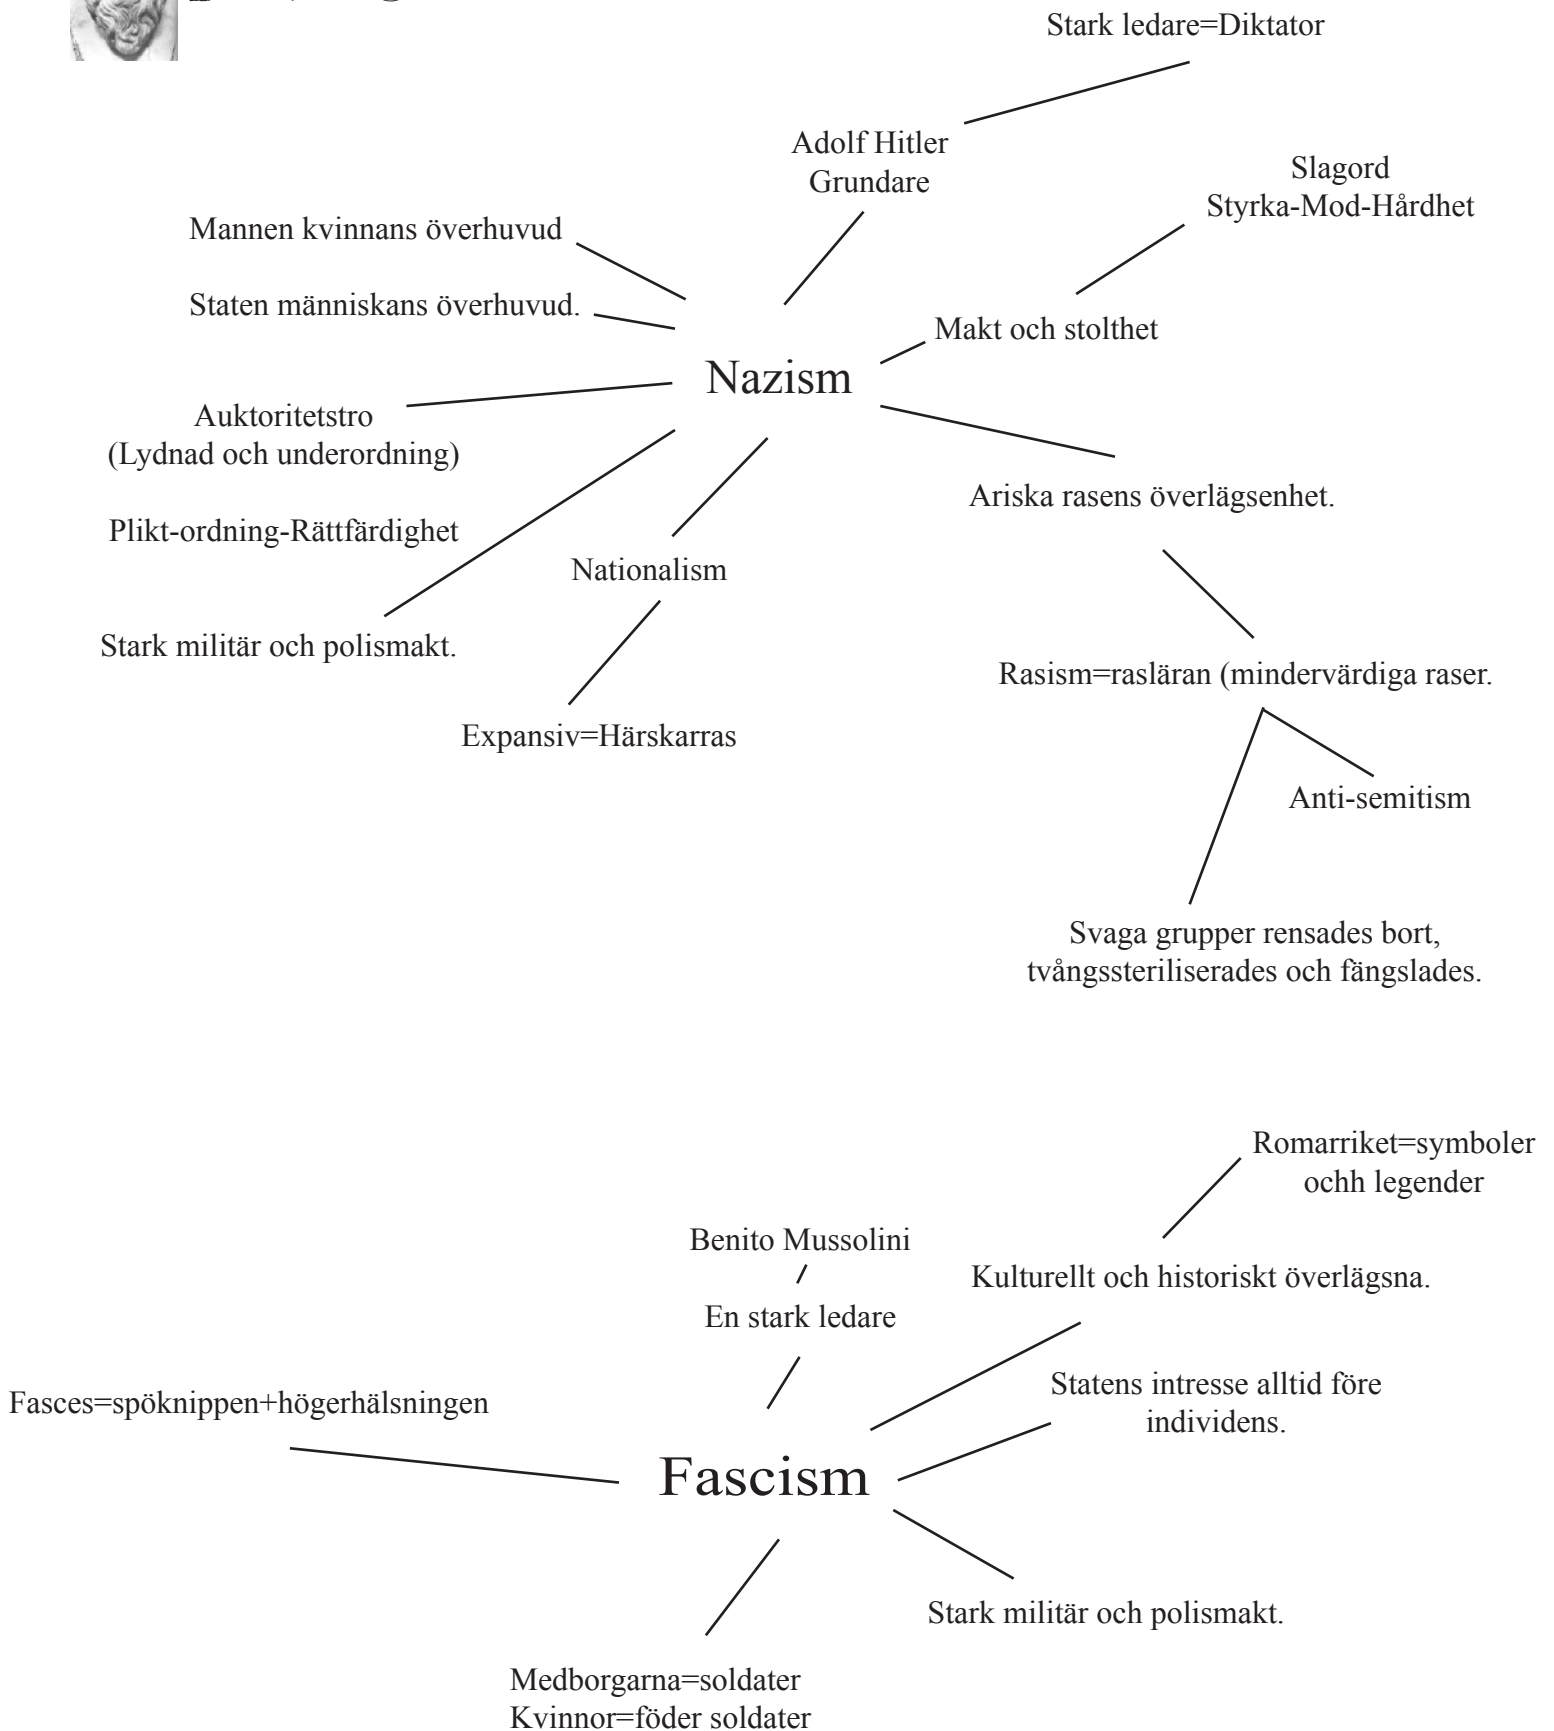 Stark ledare=Diktator
Adolf Hitler
Grundare
Slagord
Styrka-Mod-Hårdhet
Mannen kvinnans överhuvud
Staten människans överhuvud.
Makt och stolthet
Nazism
Auktoritetstro
(Lydnad och underordning)
Ariska rasens överlägsenhet.
Plikt-ordning-Rättfärdighet
Nationalism
Stark militär och polismakt.
Rasism=rasläran (mindervärdiga raser.
Expansiv=Härskarras
Anti-semitism
Svaga grupper rensades bort,
tvångssteriliserades och fängslades.
Romarriket=symboler
ochh legender
Benito Mussolini
Kulturellt och historiskt överlägsna.
En stark ledare
Statens intresse alltid före
individens.
Fasces=spöknippen+högerhälsningen
Fascism
Stark militär och polismakt.
Medborgarna=soldater
Kvinnor=föder soldater